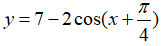 y = 7 − 2cos(x + π/4)